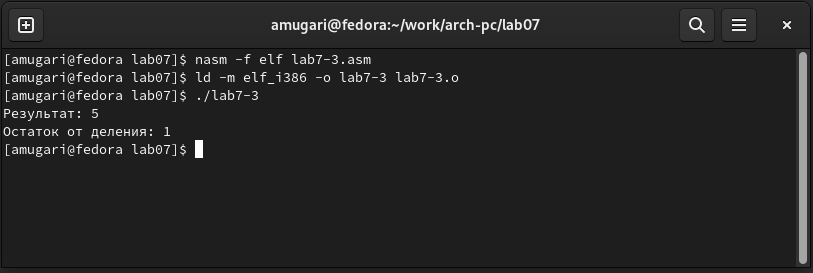 amugari@fedora:~/work/arch-pc/lab07
[amugari@fedora lab07]$ nasm -f elf lab7-3.asm
[amugari@fedora lab07]$ ld -m elf_i386 -o lab7-3 lab7-3.o
[amugari@fedora lab07]$ ./lab7-3
Результат: 5
Остаток от деления: 1
[amugari@fedora lab07]$